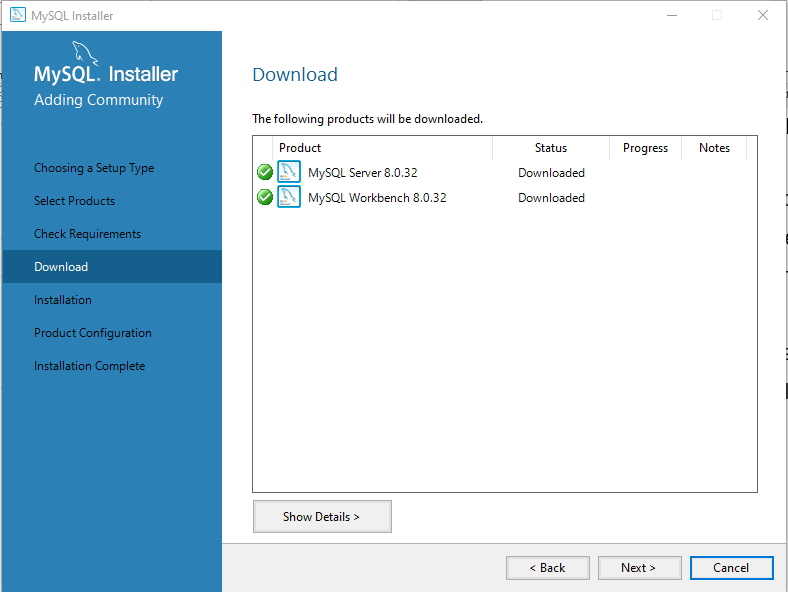 MySQL Installer
MySQL. Installer
Adding Community
Choosing a Setup Type
Select Products
Check Requirements
Download
Installation
Product Configuration
Installation Complete
Download
The following products will be downloaded.
Product Status Progress Notes
MySQL Server 8.0.32 Downloaded
MySQL Workbench 8.0.32 Downloaded
Show Details >
< Back Next > Cancel